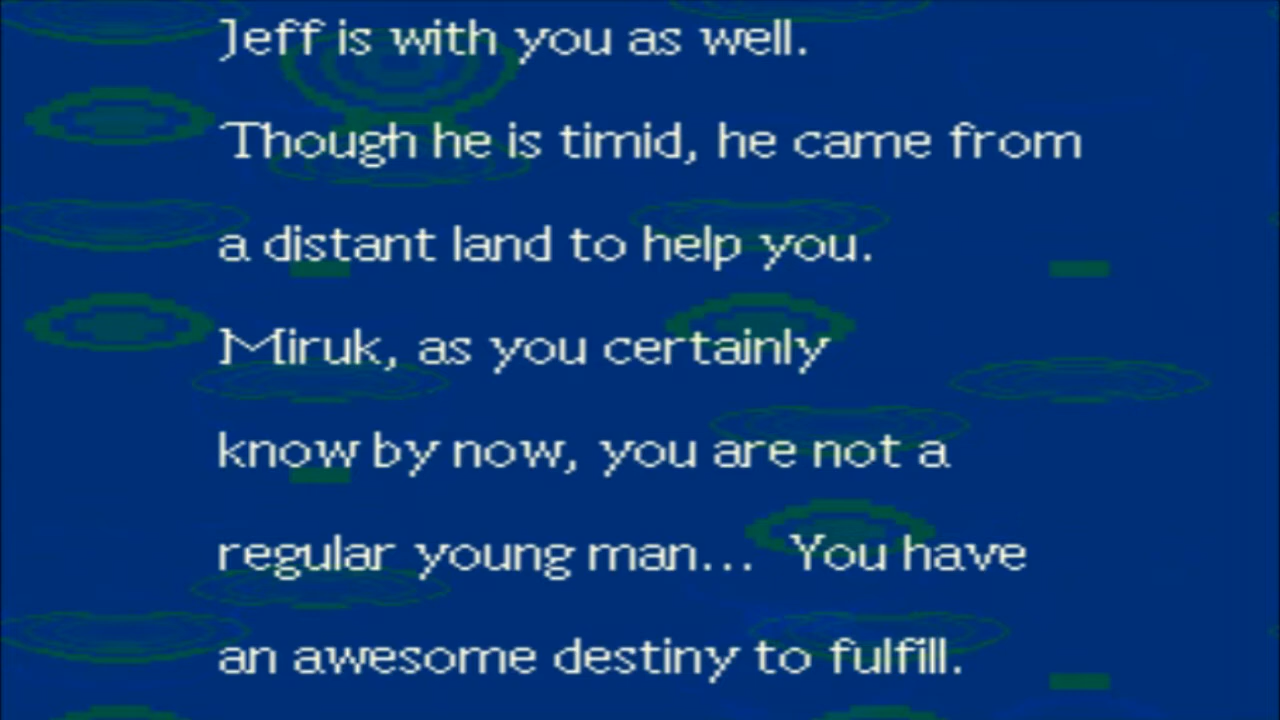 Jeff is with you as well.
Though he is timid, he came from
a distant land to help you.
Miruk, as you certainly
know by now, you are not a
regular young man... You have
an awesome destiny to fulfill.